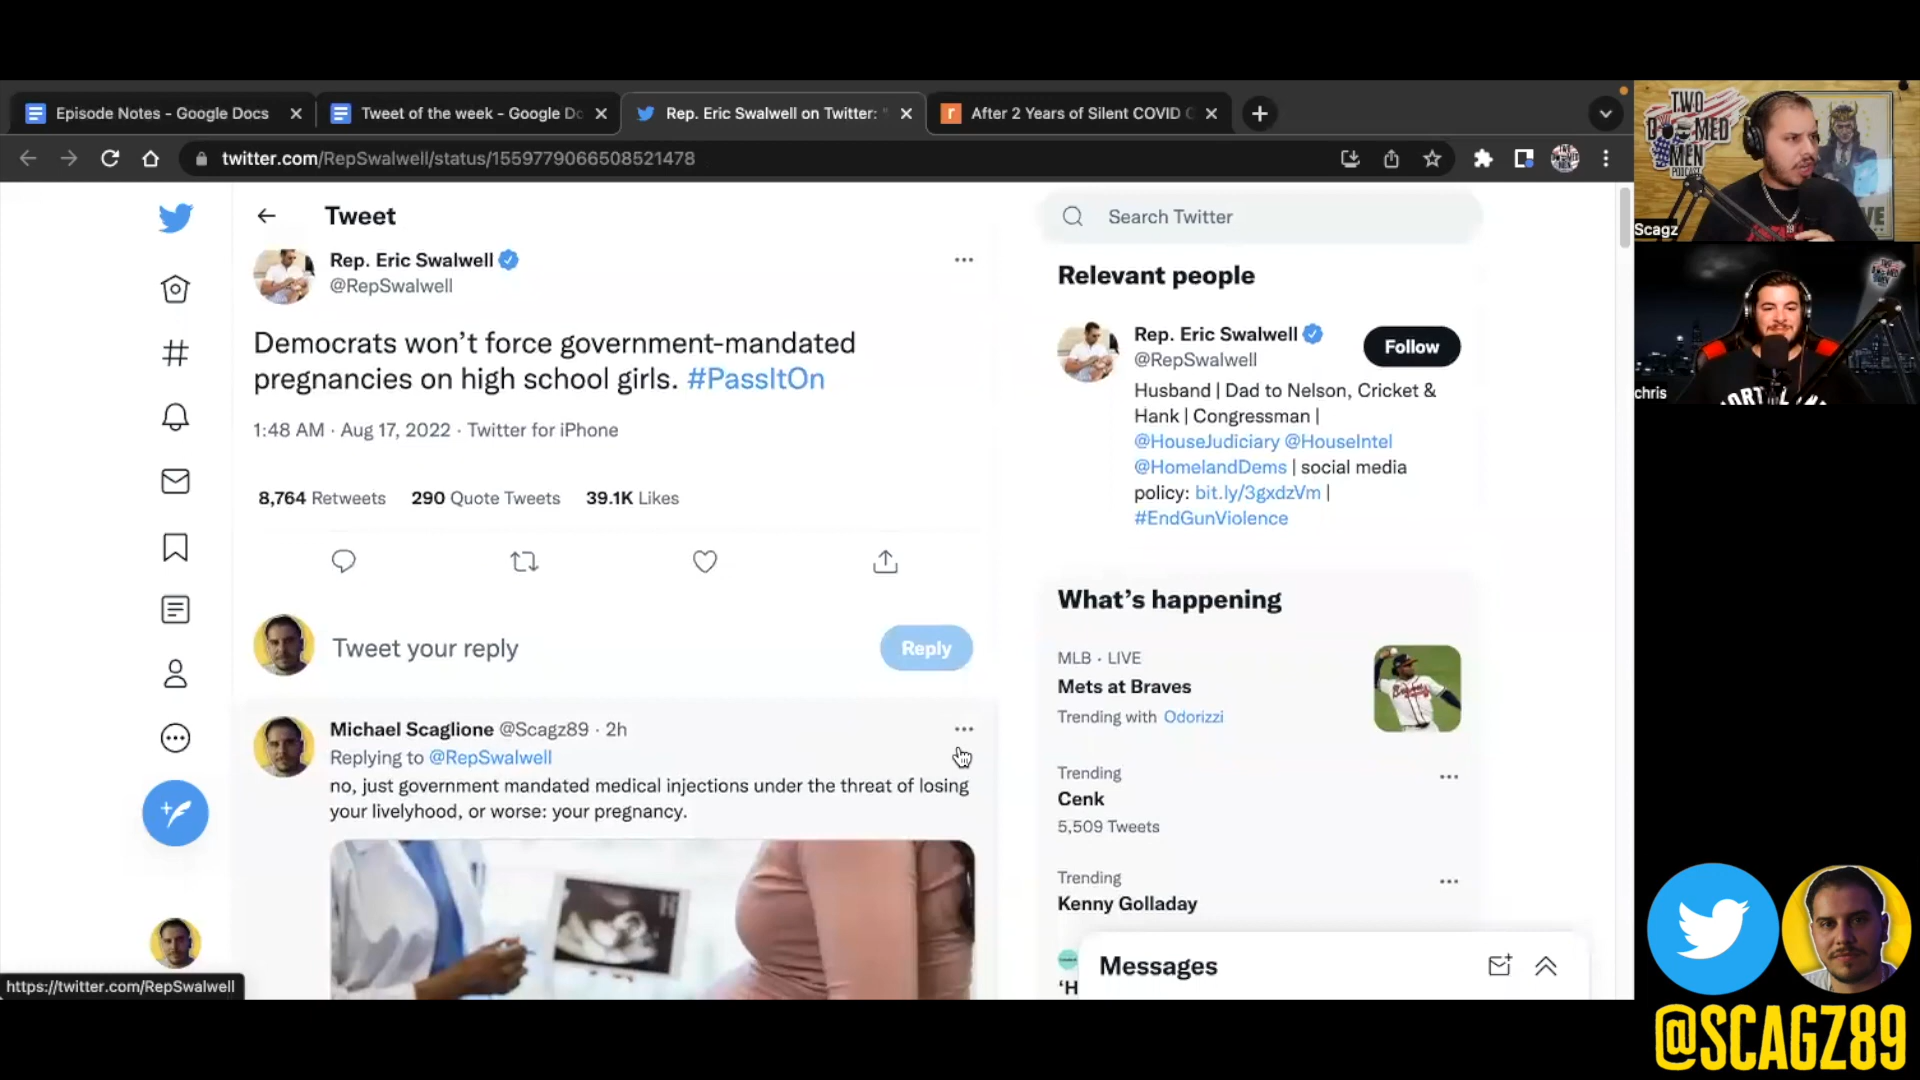 Episode Notes - Google Docs
Tweet of the week - Google Do
Rep. Eric Swalwell on Twitter: "
After 2 Years of Silent COVID C
twitter.com/RepSwalwell/status/1559779066508521478
Tweet
Search Twitter
Rep. Eric Swalwell
@RepSwalwell
Democrats won’t force government-mandated
pregnancies on high school girls. #PassItOn
1:48 AM · Aug 17, 2022 · Twitter for iPhone
8,764 Retweets 290 Quote Tweets 39.1K Likes
Tweet your reply
Reply
Michael Scaglione @Scagz89 · 2h
Replying to @RepSwalwell
no, just government mandated medical injections under the threat of losing
your livelyhood, or worse: your pregnancy.
https://twitter.com/RepSwalwell
Relevant people
Rep. Eric Swalwell
@RepSwalwell
Follow
Husband | Dad to Nelson, Cricket &
Hank | Congressman |
@HouseJudiciary @HouseIntel
@HomelandDems | social media
policy: bit.ly/3gxdzVm |
#EndGunViolence
What’s happening
MLB · LIVE
Mets at Braves
Trending with Odorizzi
Trending
Cenk
5,509 Tweets
Trending
Kenny Golladay
‘H
Messages
TWO
DOOMED
MEN
PODCAST
Scagz
chris
@SCAGZ89